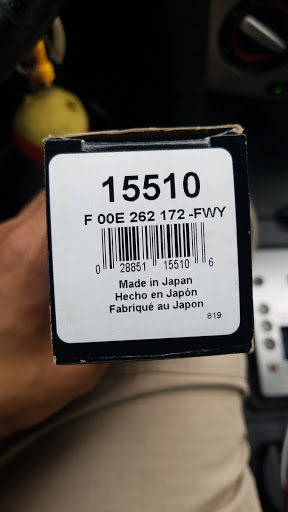 15510
F 00E 262 172 -FWY
0 28851 15510 6
Made in Japan
Hecho en Japón
Fabriqué au Japon
819